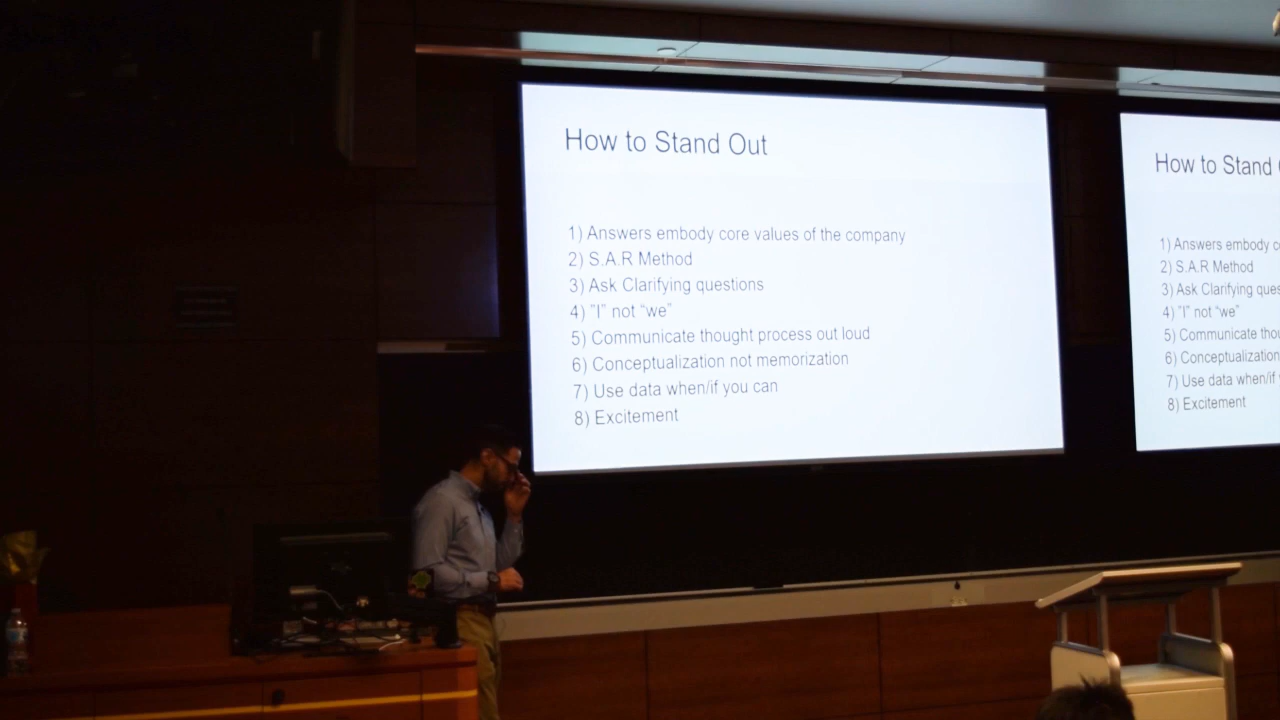 How to Stand Out
1) Answers embody core values of the company
2) S.A.R Method
3) Ask Clarifying questions
4) "I" not “we”
5) Communicate thought process out loud
6) Conceptualization not memorization
7) Use data when/if you can
8) Excitement
How to Stand
1) Answers embody
2) S.A.R Method
3) Ask Clarifying
4) "I" not “we”
5) Communicate
6) Conceptualization
7) Use data when/if
8) Excitement